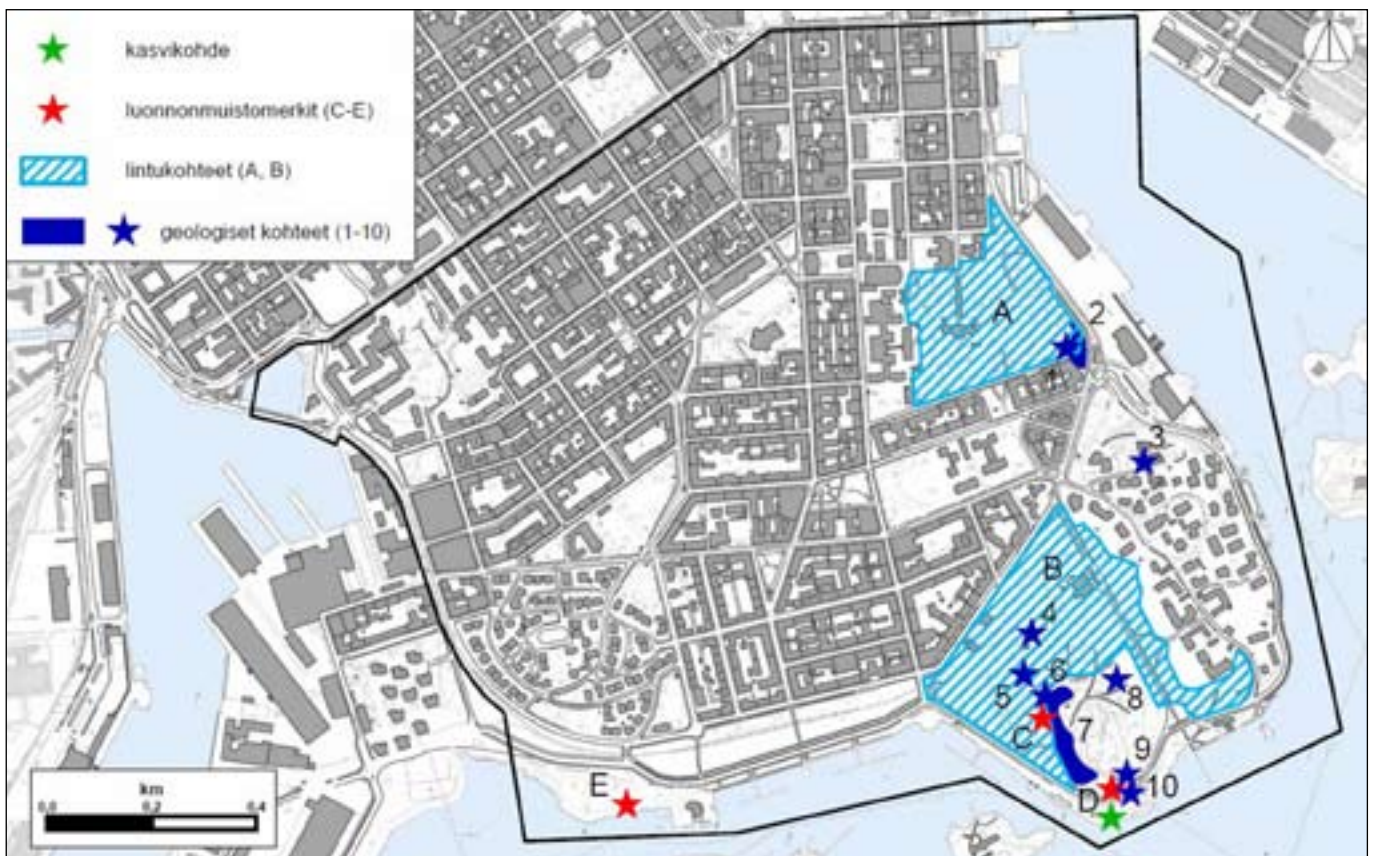 kasvikohde
luonnonmuistomerkit (C-E)
lintukohteet (A, B)
geologiset kohteet (1-10)
A
2
1
3
B
4
6
5
8
C
7
9
E
D
10
km
0,0
0,2
0,4